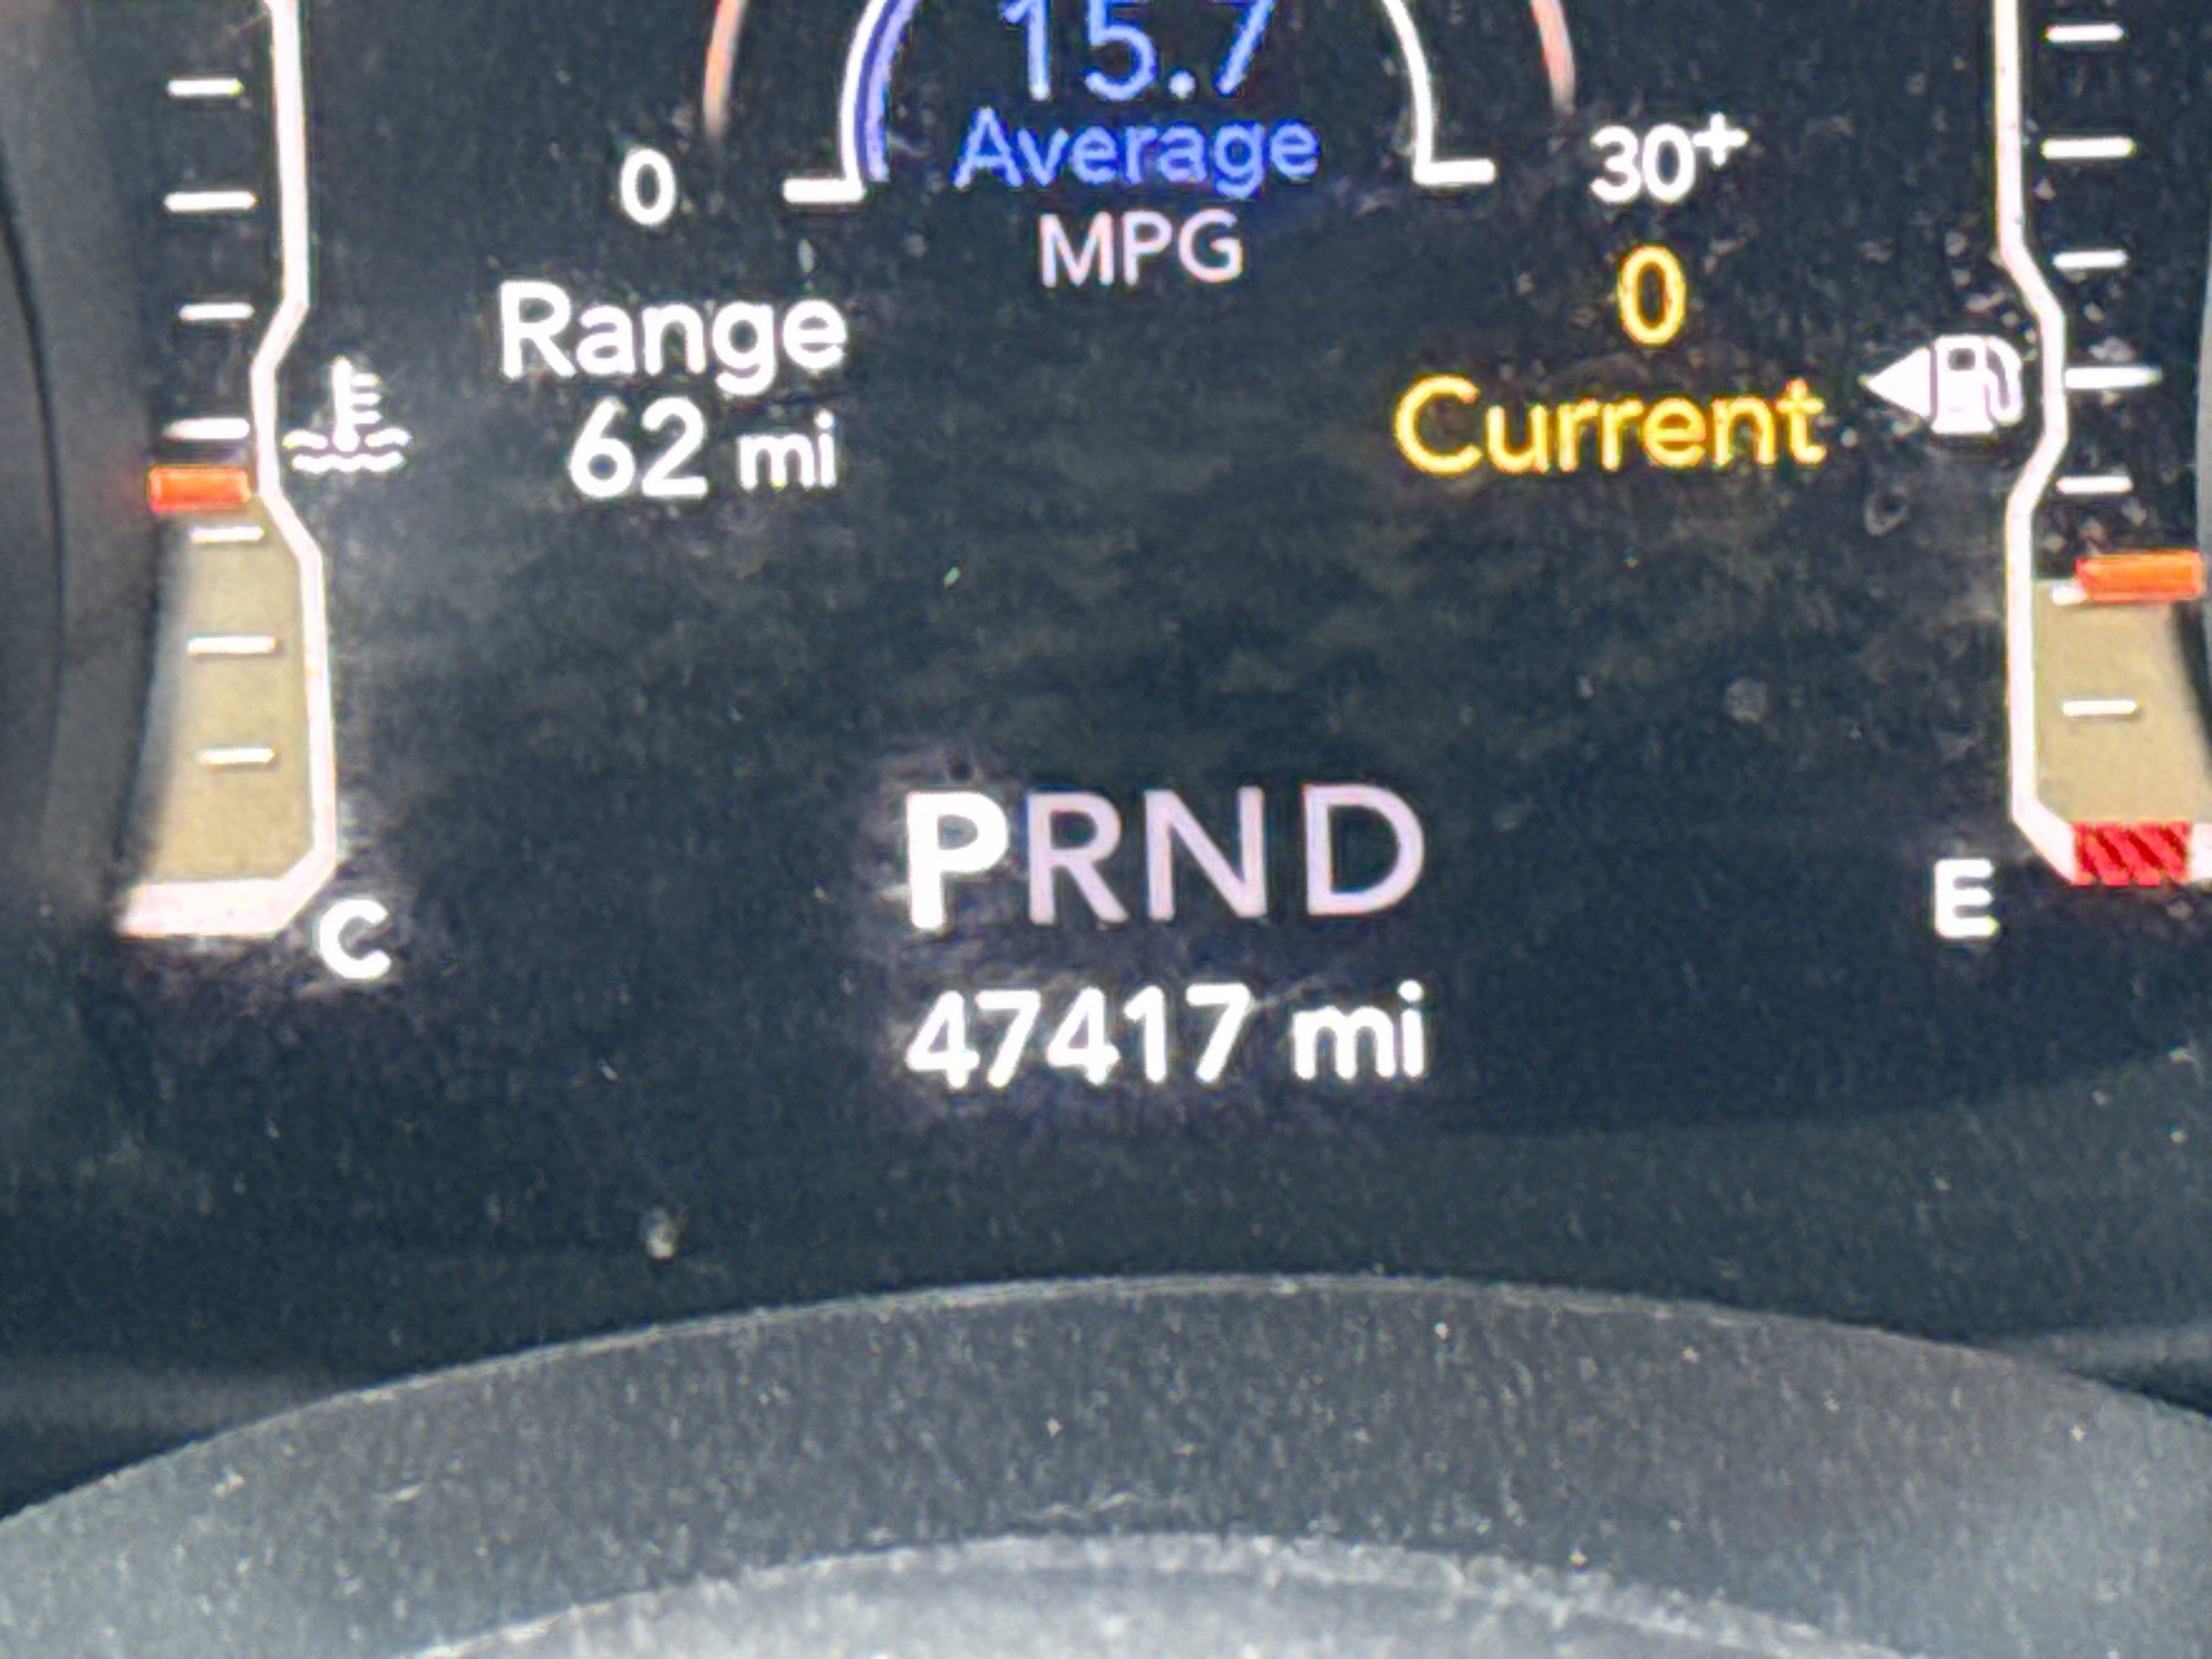 15.7
Average
MPG
0
30+
Range
62 mi
0
Current
PRND
C
E
47417 mi